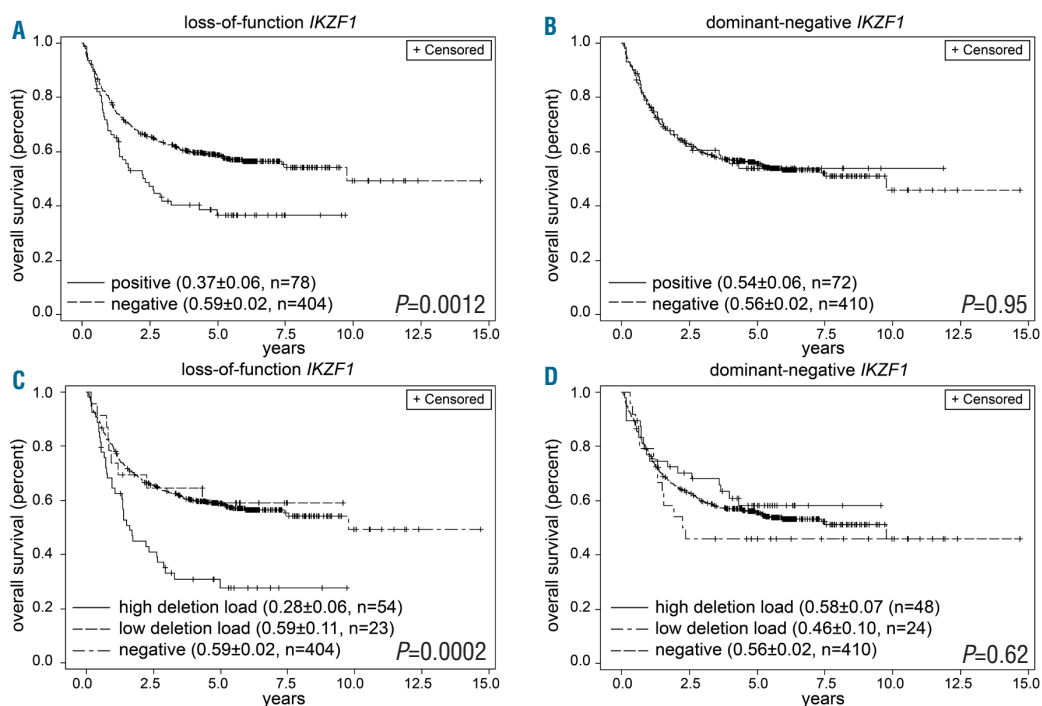 A
loss-of-function IKZF1
+ Censored
overall survival (percent)
1.0
0.8
0.6
0.4
0.2
0.0
positive (0.37±0.06, n=78)
negative (0.59±0.02, n=404)
P=0.0012
0.0 2.5 5.0 7.5 10.0 12.5 15.0
years
B
dominant-negative IKZF1
+ Censored
overall survival (percent)
1.0
0.8
0.6
0.4
0.2
0.0
positive (0.54±0.06, n=72)
negative (0.56±0.02, n=410)
P=0.95
0.0 2.5 5.0 7.5 10.0 12.5 15.0
years
C
loss-of-function IKZF1
+ Censored
overall survival (percent)
1.0
0.8
0.6
0.4
0.2
0.0
high deletion load (0.28±0.06, n=54)
low deletion load (0.59±0.11, n=23)
negative (0.59±0.02, n=404)
P=0.0002
0.0 2.5 5.0 7.5 10.0 12.5 15.0
years
D
dominant-negative IKZF1
+ Censored
overall survival (percent)
1.0
0.8
0.6
0.4
0.2
0.0
high deletion load (0.58±0.07 (n=48)
low deletion load (0.46±0.10, n=24)
negative (0.56±0.02, n=410)
P=0.62
0.0 2.5 5.0 7.5 10.0 12.5 15.0
years